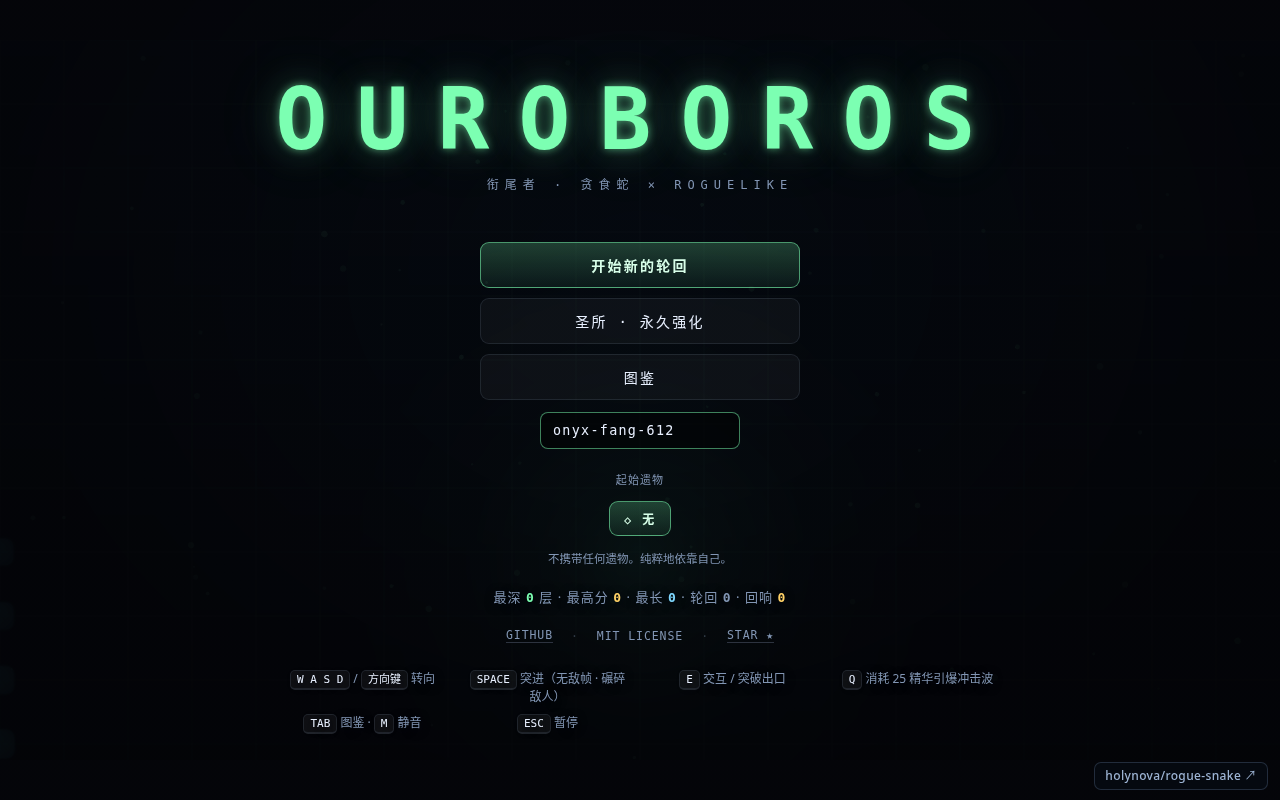 OUROBOROS
衔尾者 · 贪食蛇 × ROGUELIKE
开始新的轮回
圣所 · 永久强化
图鉴
onyx-fang-612
起始遗物
◇ 无
不携带任何遗物。纯粹地依靠自己。
最深 0 层 · 最高分 0 · 最长 0 · 轮回 0 · 回响 0
GITHUB · MIT LICENSE · STAR ★
W A S D / 方向键 转向
SPACE 突进（无敌帧 · 碾碎
敌人）
E 交互 / 突破出口
Q 消耗 25 精华引爆冲击波
TAB 图鉴 · M 静音
ESC 暂停
holynova/rogue-snake ↗